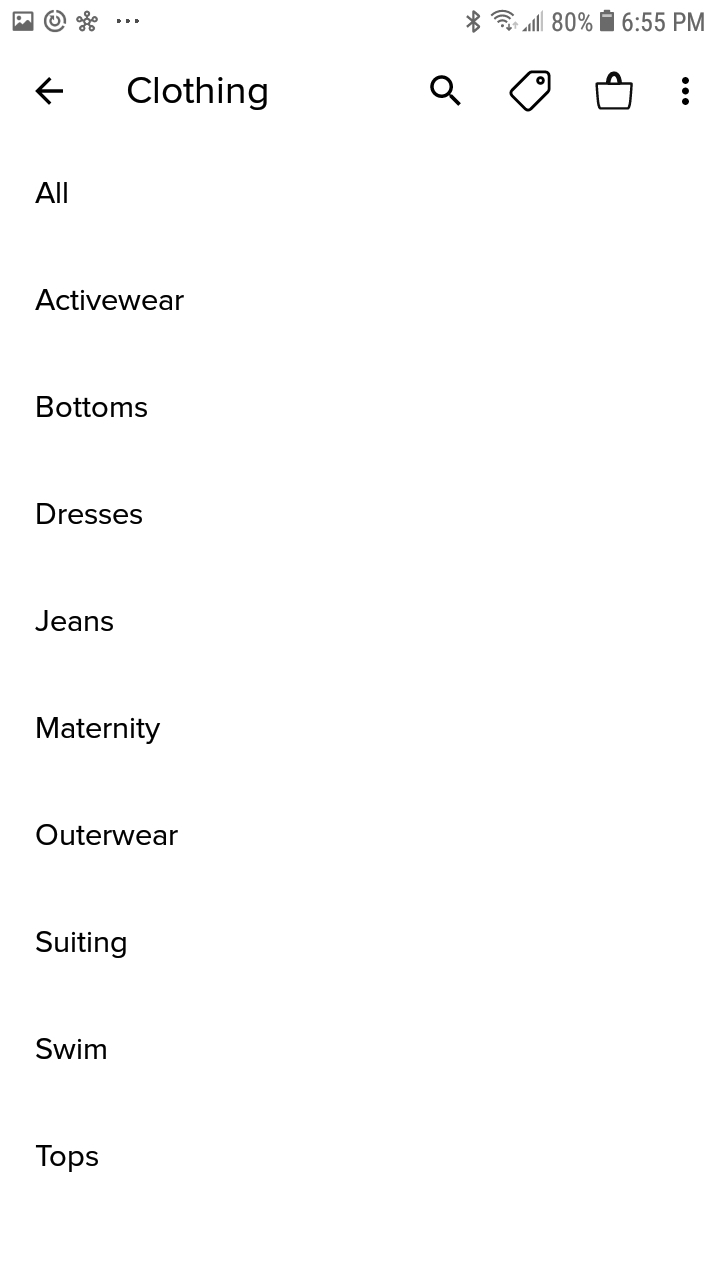 80% 6:55 PM
Clothing
All
Activewear
Bottoms
Dresses
Jeans
Maternity
Outerwear
Suiting
Swim
Tops